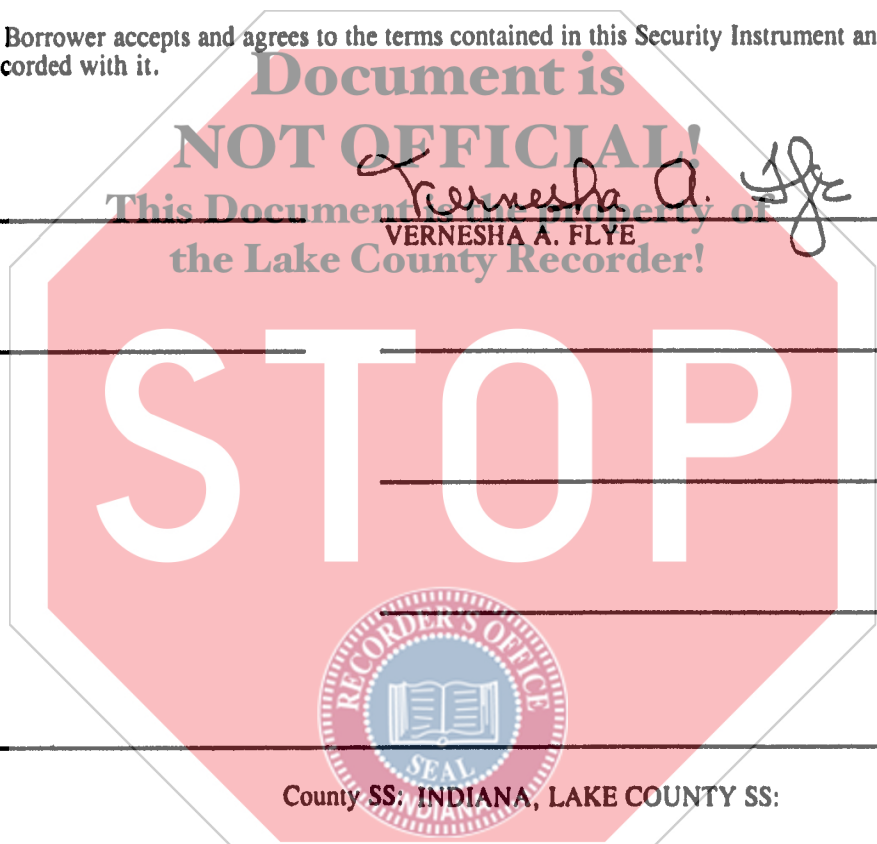 Borrower accepts and agrees to the terms contained in this Security Instrument an
corded with it.
Document is
NOT OFFICIAL!
Vernesha A. Flye
This Document is the property of
VERNESHA A. FLYE
the Lake County Recorder!
STOP
RECORDER'S OFFICE
SEAL
INDIANA
County SS: INDIANA, LAKE COUNTY SS: